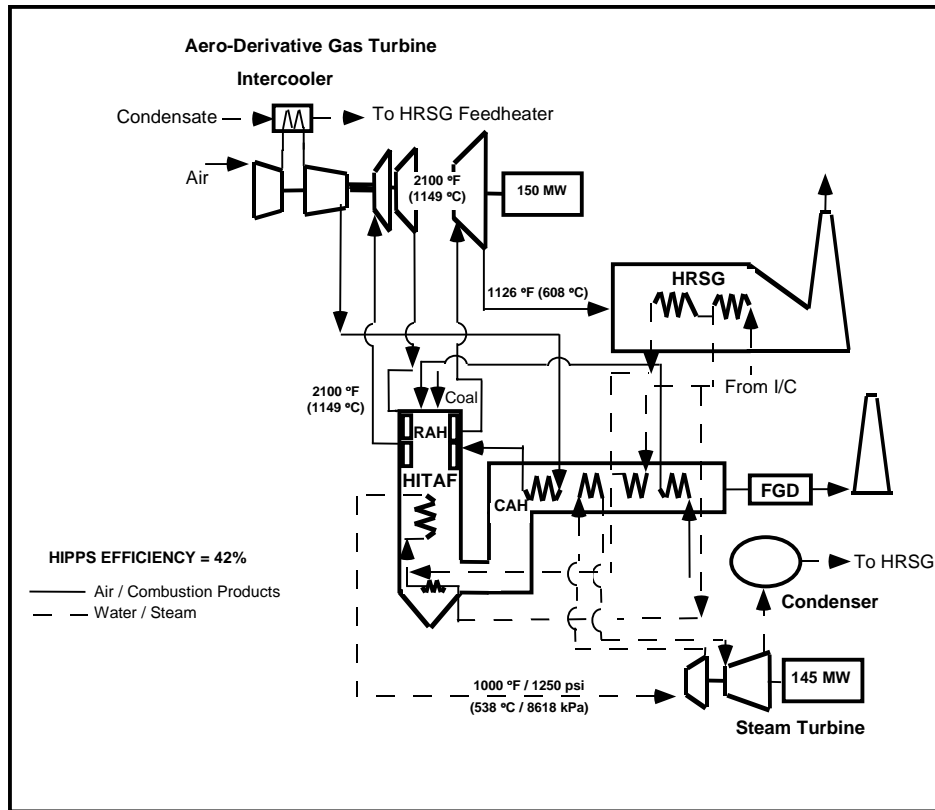 Aero-Derivative Gas Turbine
Intercooler
Condensate
To HRSG Feedheater
Air
2100 ºF
(1149 ºC)
150 MW
HRSG
1126 ºF (608 ºC)
From I/C
2100 ºF
(1149 ºC)
Coal
RAH
HITAF
CAH
FGD
HIPPS EFFICIENCY = 42%
Air / Combustion Products
Water / Steam
To HRSG
Condenser
1000 ºF / 1250 psi
(538 ºC / 8618 kPa)
145 MW
Steam Turbine